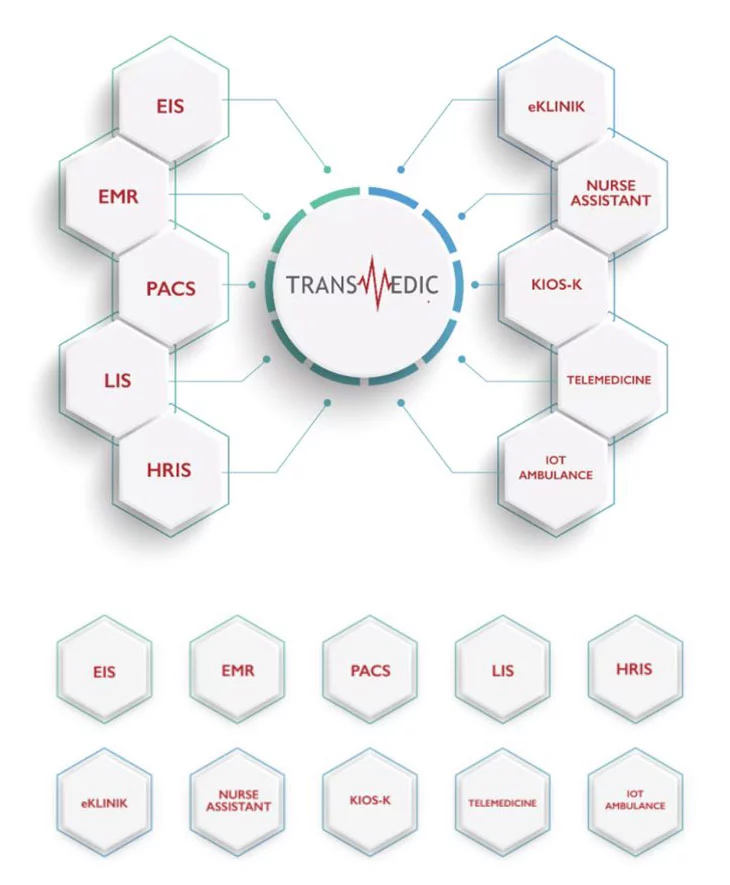 EIS
EMR
PACS
LIS
HRIS
TRANSMEDIC
eKLINIK
NURSE
ASSISTANT
KIOS-K
TELEMEDICINE
IOT
AMBULANCE
EIS
EMR
PACS
LIS
HRIS
eKLINIK
NURSE
ASSISTANT
KIOS-K
TELEMEDICINE
IOT
AMBULANCE